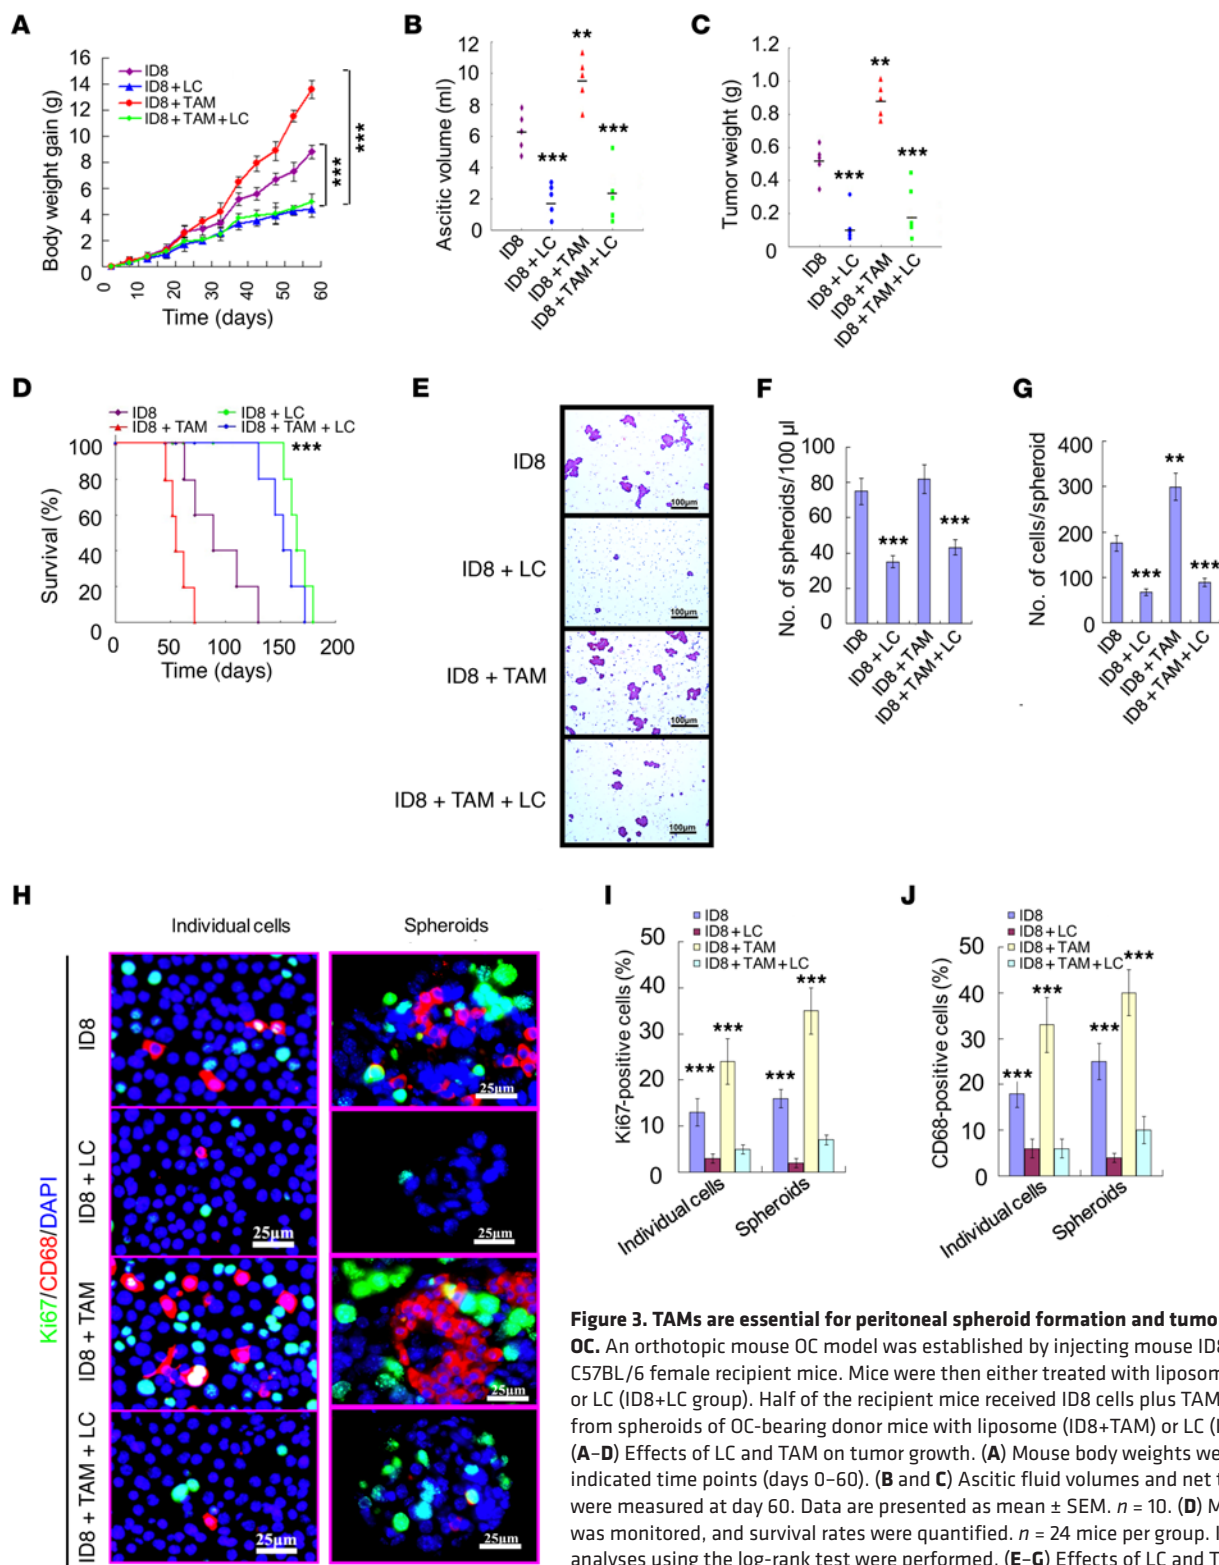 A
Body weight gain (g)
16
14
12
10
8
6
4
2
0
ID8
ID8+LC
ID8+TAM
ID8+TAM+LC
***
***
0
10
20
30
40
50
60
Time (days)
B
Ascitic volume (ml)
12
10
8
6
4
2
0
***
**
***
ID8
ID8 + LC
ID8 + TAM
ID8 + TAM + LC
C
Tumor weight (g)
1.2
1.0
0.8
0.6
0.4
0.2
0
***
**
***
ID8
ID8 + LC
ID8 + TAM
ID8 + TAM + LC
D
ID8
ID8 + LC
ID8 + TAM
ID8 + TAM + LC
Survival (%)
100
80
60
40
20
0
***
0 50 100 150 200
Time (days)
E
ID8
100µm
ID8 + LC
100µm
ID8 + TAM
100µm
ID8 + TAM + LC
100µm
F
No. of spheroids/100 µl
100
80
60
40
20
0
***
***
ID8
ID8 + LC
ID8 + TAM
ID8 + TAM + LC
G
No. of cells/spheroid
400
300
200
100
0
***
**
***
ID8
ID8 + LC
ID8 + TAM
ID8 + TAM + LC
H
Individual cells
Spheroids
Ki67/CD68/DAPI
ID8
25µm
ID8 + LC
25µm
25µm
ID8 + TAM
25µm
ID8 + TAM + LC
25µm
25µm
I
ID8
ID8 + LC
ID8 + TAM
ID8 + TAM +LC
Ki67-positive cells (%)
50
40
30
20
10
0
***
***
***
***
Individual cells
Spheroids
J
ID8
ID8 + LC
ID8 + TAM
ID8 + TAM +LC
CD68-positive cells (%)
50
40
30
20
10
0
***
***
***
***
Individual cells
Spheroids
Figure 3. TAMs are essential for peritoneal spheroid formation and tumo
OC. An orthotopic mouse OC model was established by injecting mouse ID8
C57BL/6 female recipient mice. Mice were then either treated with liposom
or LC (ID8+LC group). Half of the recipient mice received ID8 cells plus TAM
from spheroids of OC-bearing donor mice with liposome (ID8+TAM) or LC (I
(A–D) Effects of LC and TAM on tumor growth. (A) Mouse body weights we
indicated time points (days 0–60). (B and C) Ascitic fluid volumes and net t
were measured at day 60. Data are presented as mean ± SEM. n = 10. (D) M
was monitored, and survival rates were quantified. n = 24 mice per group. I
analyses using the log-rank test were performed. (E–G) Effects of LC and T